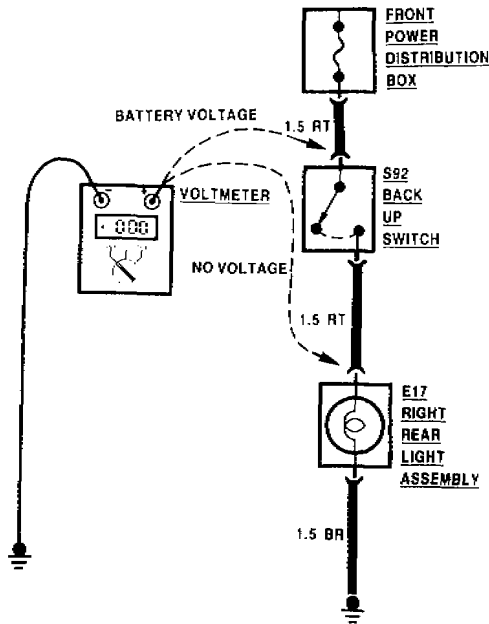 FRONT
POWER
DISTRIBUTION
BOX
BATTERY VOLTAGE
1.5 RT
S92
BACK
UP
SWITCH
- +
VOLTMETER
000
NO VOLTAGE
1.5 RT
E17
RIGHT
REAR
LIGHT
ASSEMBLY
1.5 BR